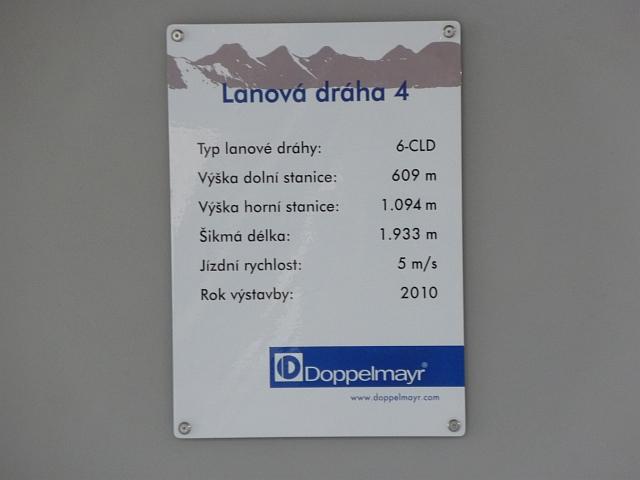 Lanová dráha 4
Typ lanové dráhy: 6-CLD
Výška dolní stanice: 609 m
Výška horní stanice: 1.094 m
Šikmá délka: 1.933 m
Jízdní rychlost: 5 m/s
Rok výstavby: 2010
Doppelmayr®
www.doppelmayr.com